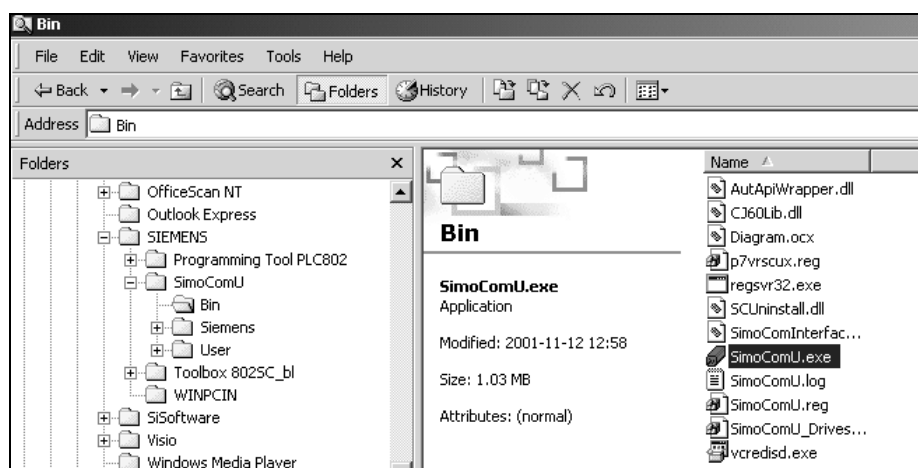 Bin
File Edit View Favorites Tools Help
Back Search Folders History
Address Bin
Folders
OfficeScan NT
Outlook Express
SIEMENS
Programming Tool PLC802
SimoComU
Bin
Siemens
User
Toolbox 802SC_bl
WINPCIN
SiSoftware
Visio
Windows Media Player
Bin
SimoComU.exe
Application
Modified: 2001-11-12 12:58
Size: 1.03 MB
Attributes: (normal)
Name
AutApiWrapper.dll
CJ60Lib.dll
Diagram.ocx
p7vrscux.reg
regsvr32.exe
SCUninstall.dll
SimoComInterfac...
SimoComU.exe
SimoComU.log
SimoComU.reg
SimoComU_Drives...
vcredisd.exe